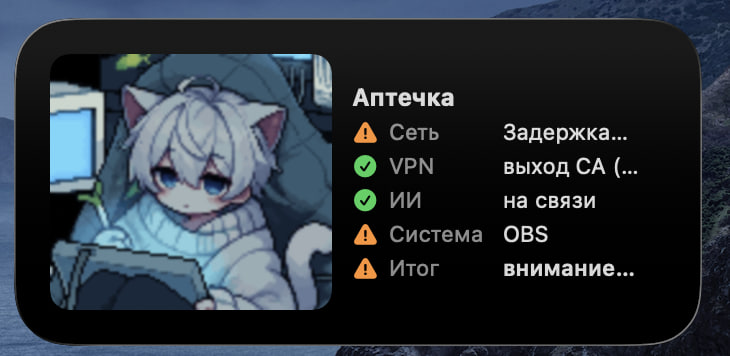 Аптечка
Сеть Задержка...
VPN выход CA (...
ИИ на связи
Система OBS
Итог внимание...